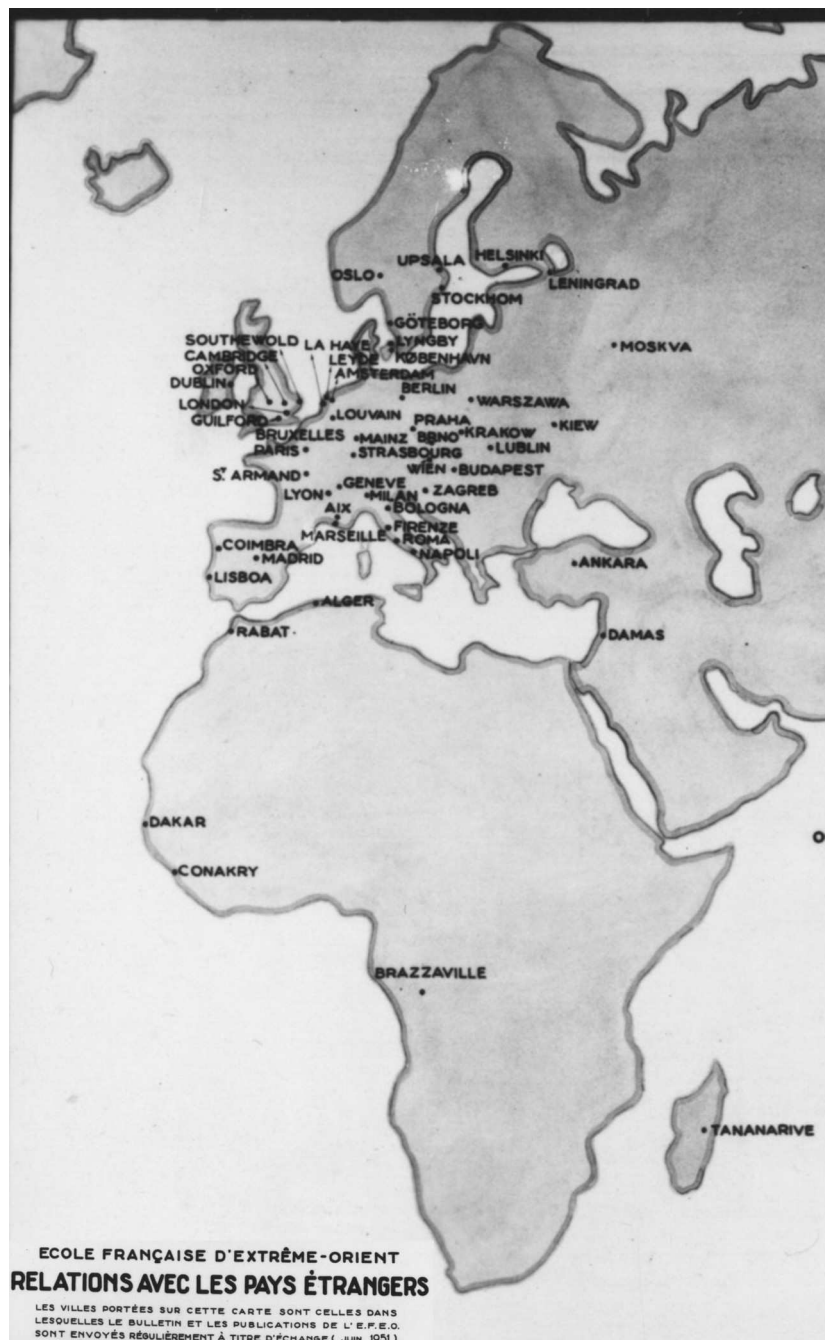 OSLO
UPSALA
HELSINKI
LENINGRAD
STOCKHOM
GÖTEBORG
LYNGBY
KØBENHAVN
MOSKVA
SOUTHEWOLD
CAMBRIDGE
OXFORD
DUBLIN
LONDON
GUILFORD
LA HAYE
LEYDE
AMSTERDAM
BERLIN
WARSZAWA
LOUVAIN
BRUXELLES
PRAHA
BRNO
KRAKOW
KIEW
LUBLIN
MAINZ
PARIS
STRASBOURG
WIEN
BUDAPEST
ST ARMAND
GENEVE
LYON
MILAN
ZAGREB
AIX
BOLOGNA
MARSEILLE
FIRENZE
ROMA
NAPOLI
COIMBRA
MADRID
LISBOA
ANKARA
ALGER
RABAT
DAMAS
DAKAR
CONAKRY
BRAZZAVILLE
TANANARIVE
ECOLE FRANÇAISE D'EXTRÊME-ORIENT
RELATIONS AVEC LES PAYS ÉTRANGERS
LES VILLES PORTÉES SUR CETTE CARTE SONT CELLES DANS
LESQUELLES LE BULLETIN ET LES PUBLICATIONS DE L'E.F.E.O.
SONT ENVOYÉS RÉGULIÈREMENT À TITRE D'ÉCHANGE ( JUIN 1951 )